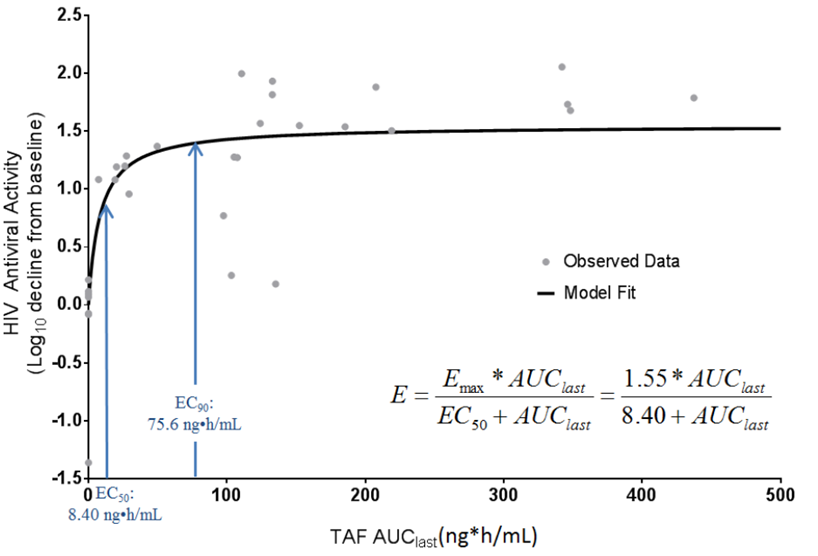 2.5
2.0
1.5
1.0
0.5
0.0
-0.5
-1.0
-1.5
HIV Antiviral Activity
(Log10 decline from baseline)
Observed Data
Model Fit
EC90:
75.6 ng•h/mL
E = Emax * AUClast / EC50 + AUClast = 1.55 * AUClast / 8.40 + AUClast
0 100 200 300 400 500
EC50:
8.40 ng•h/mL
TAF AUClast(ng*h/mL)